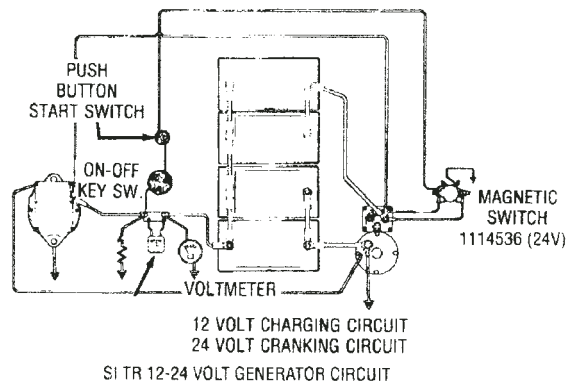 PUSH
BUTTON
START SWITCH
ON-OFF
KEY SW.
MAGNETIC
SWITCH
1114536 (24V)
VOLTMETER
12 VOLT CHARGING CIRCUIT
24 VOLT CRANKING CIRCUIT
SI TR 12-24 VOLT GENERATOR CIRCUIT